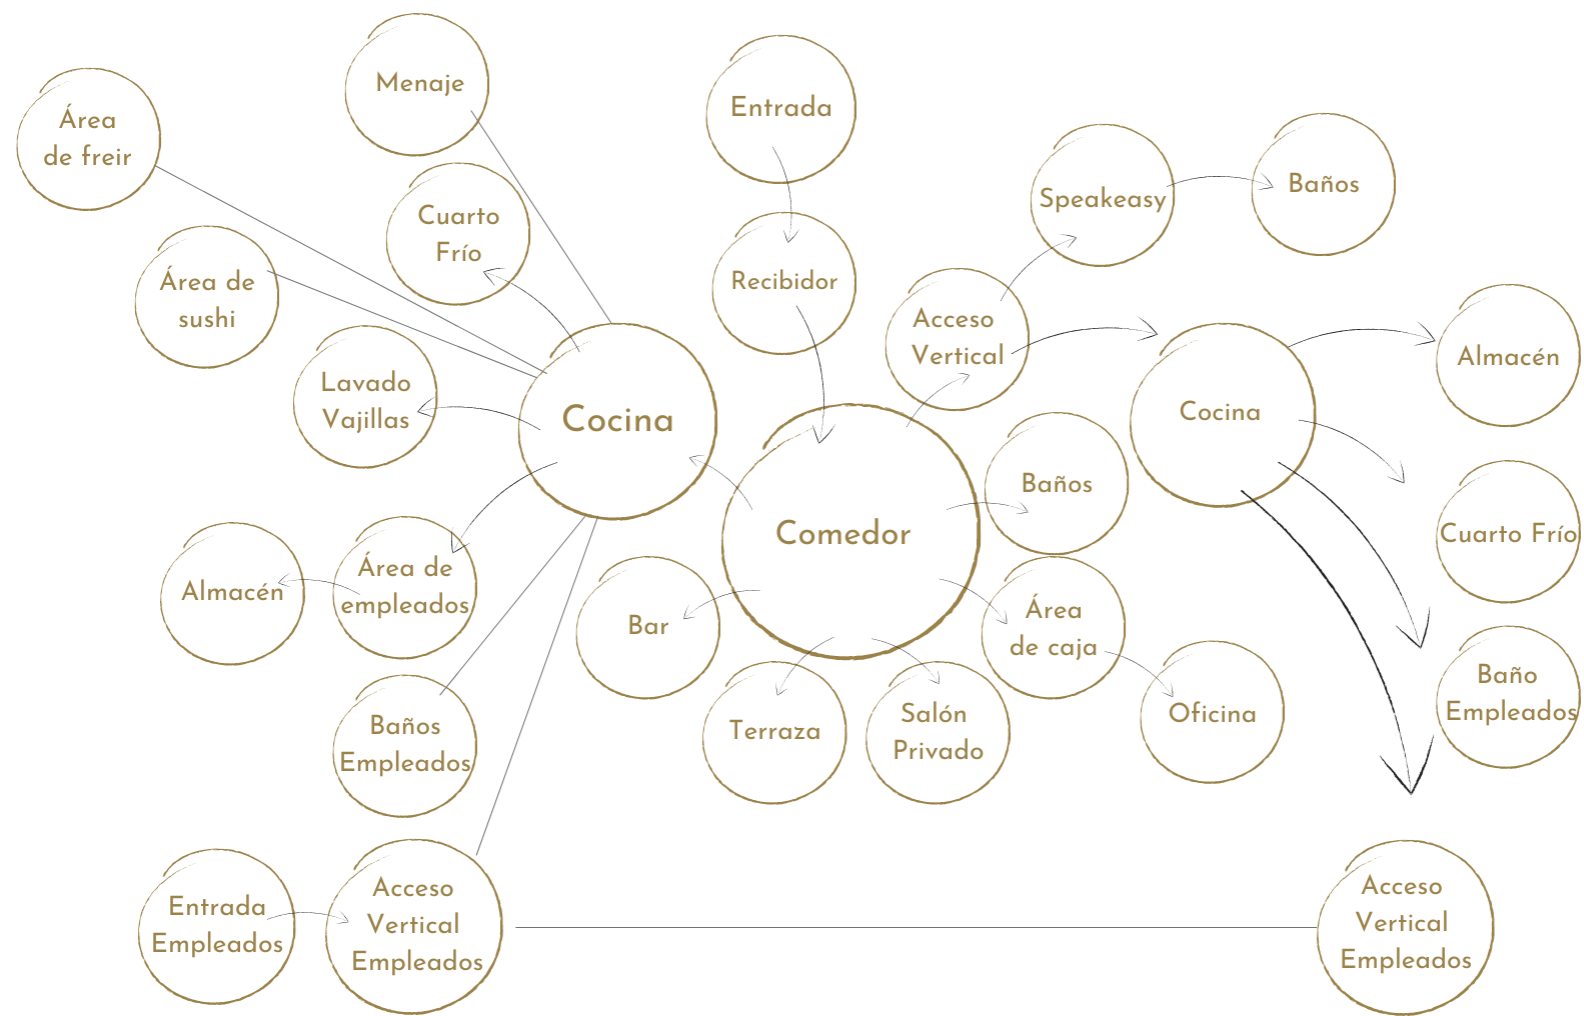 Menaje
Entrada
Área
de freir
Cuarto
Frío
Speakeasy
Baños
Área de
sushi
Recibidor
Acceso
Vertical
Lavado
Vajillas
Cocina
Cocina
Almacén
Comedor
Baños
Cuarto Frío
Almacén
Área de
empleados
Bar
Área
de caja
Baños
Empleados
Terraza
Salón
Privado
Oficina
Baño
Empleados
Entrada
Empleados
Acceso
Vertical
Empleados
Acceso
Vertical
Empleados